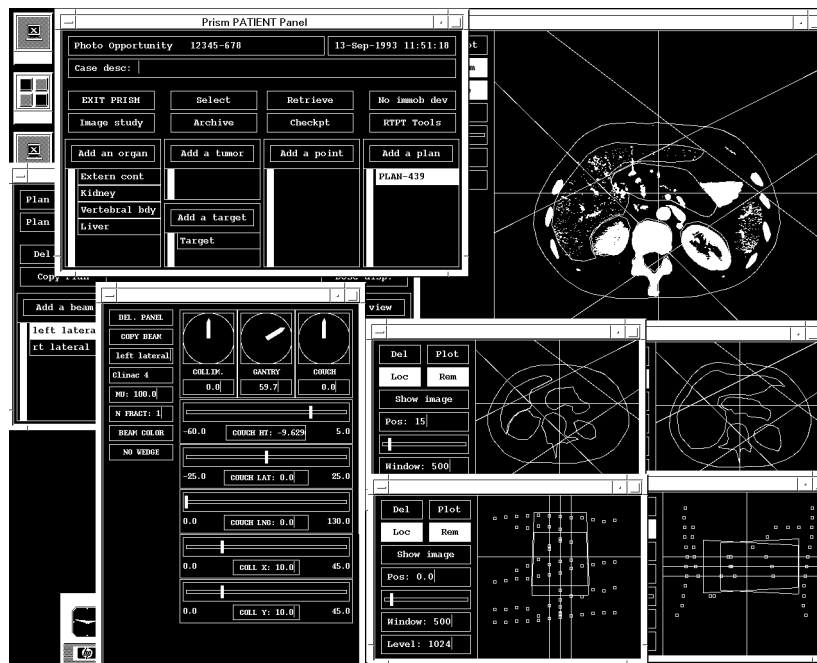 Prism PATIENT Panel
Photo Opportunity 12345-678
13-Sep-1993 11:51:18
Case desc:
EXIT PRISM Select Retrieve No immob dev
Image study Archive Checkpt RTPT Tools
Add an organ Add a tumor Add a point Add a plan
Extern cont
Kidney
Vertebral bdy
Liver
Add a target
Target
PLAN-439
Plan
Plan
Del.
Copy Plan
Add a beam
view
left latera
rt lateral
DEL. PANEL
COPY BEAM
left lateral
Clinac 4
MU: 100.0
N FRACT: 1
BEAM COLOR
NO WEDGE
COLLIM. GANTRY COUCH
0.0 59.7 0.0
-60.0 COUCH HT: -9.629 5.0
-25.0 COUCH LAT: 0.0 25.0
0.0 COUCH LNG: 0.0 130.0
0.0 COLL X: 10.0 45.0
0.0 COLL Y: 10.0 45.0
Del Plot
Loc Rem
Show image
Pos: 15
Window: 500
Del Plot
Loc Rem
Show image
Pos: 0.0
Window: 500
Level: 1024
hp